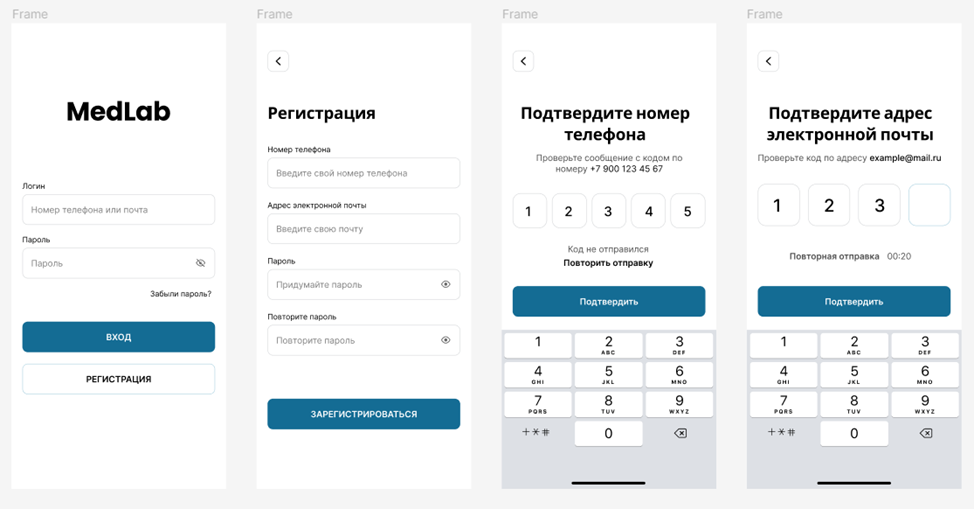 Frame
MedLab
Логин
Номер телефона или почта
Пароль
Пароль
Забыли пароль?
ВХОД
РЕГИСТРАЦИЯ
Frame
Регистрация
Номер телефона
Введите свой номер телефона
Адрес электронной почты
Введите свою почту
Пароль
Придумайте пароль
Повторите пароль
Повторите пароль
ЗАРЕГИСТРИРОВАТЬСЯ
Frame
Подтвердите номер
телефона
Проверьте сообщение с кодом по
номеру +7 900 123 45 67
1 2 3 4 5
Код не отправился
Повторить отправку
Подтвердить
1 2 3
ABC DEF
4 5 6
GHI JKL MNO
7 8 9
PQRS TUV WXYZ
+*# 0
Frame
Подтвердите адрес
электронной почты
Проверьте код по адресу example@mail.ru
1 2 3
Повторная отправка 00:20
Подтвердить
1 2 3
ABC DEF
4 5 6
GHI JKL MNO
7 8 9
PQRS TUV WXYZ
+*# 0